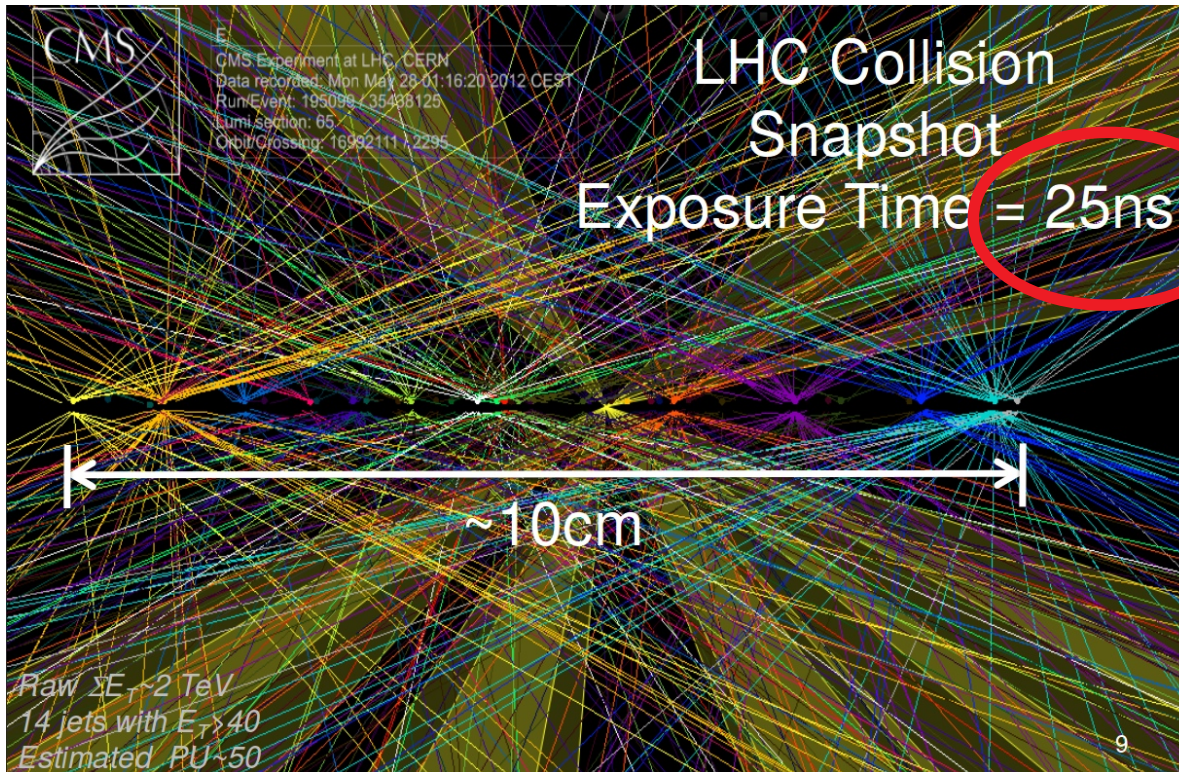 CMS
E
CMS Experiment at LHC, CERN
Data recorded: Mon May 28 01:16:20 2012 CEST
Run/Event: 195099 / 35438125
Lumi section: 65
Orbit/Crossing: 16992111 / 2295
LHC Collision
Snapshot
Exposure Time = 25ns
~10cm
Raw ΣE_T~2 TeV
14 jets with E_T>40
Estimated PU~50
9